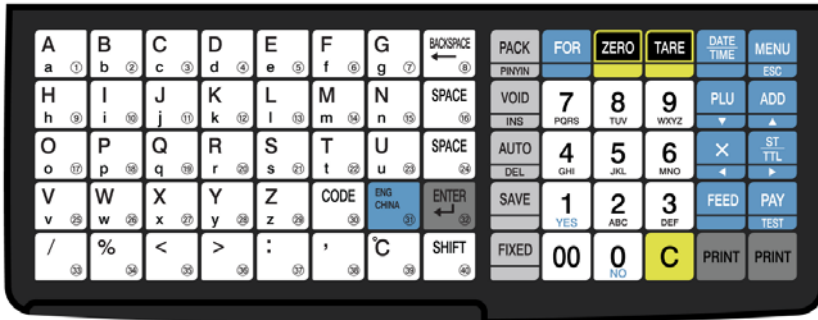 A B C D E F G BACKSPACE PACK FOR ZERO TARE DATE/TIME MENU
a ① b ② c ③ d ④ e ⑤ f ⑥ g ⑦ ← ⑧ PINYIN ESC
H I J K L M N SPACE VOID 7 8 9 PLU ADD
h ⑨ i ⑩ j ⑪ k ⑫ l ⑬ m ⑭ n ⑮ ⑯ INS PQRS TUV WXYZ ▼ ▲
O P Q R S T U SPACE AUTO 4 5 6 × ST/TTL
o ⑰ p ⑱ q ⑲ r ⑳ s ㉑ t ㉒ u ㉓ ㉔ DEL GHI JKL MNO ◀ ▶
V W X Y Z CODE ENG CHINA ENTER SAVE 1 2 3 FEED PAY
v ㉕ w ㉖ x ㉗ y ㉘ z ㉙ ㉚ ㉛ ㉜ YES ABC DEF TEST
/ % < > : , ℃ SHIFT FIXED 00 0 C PRINT PRINT
㉝ ㉞ ㉟ ㊱ ㊲ ㊳ ㊴ ㊵ NO